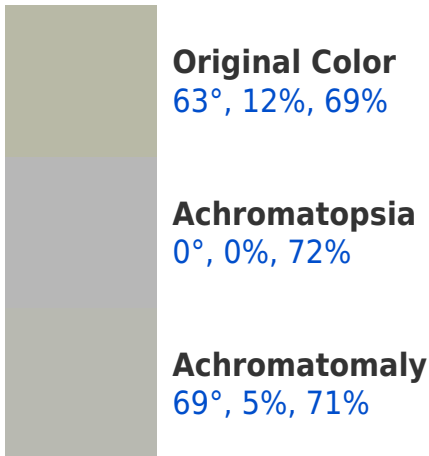 Original Color
63°, 12%, 69%
Achromatopsia
0°, 0%, 72%
Achromatomaly
69°, 5%, 71%